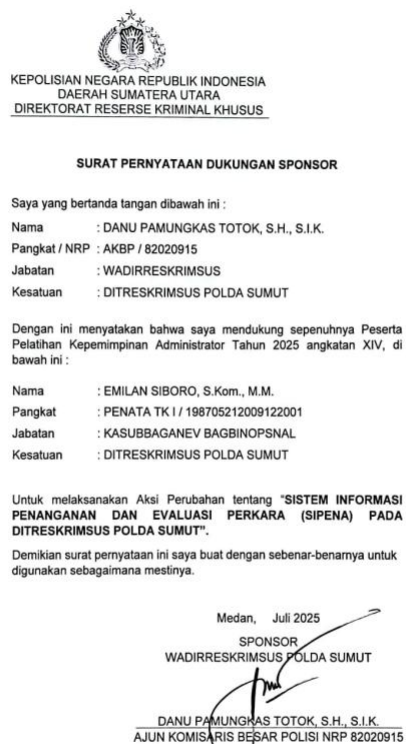 KEPOLISIAN NEGARA REPUBLIK INDONESIA
DAERAH SUMATERA UTARA
DIREKTORAT RESERSE KRIMINAL KHUSUS
SURAT PERNYATAAN DUKUNGAN SPONSOR
Saya yang bertanda tangan dibawah ini :
Nama : DANU PAMUNGKAS TOTOK, S.H., S.I.K.
Pangkat / NRP : AKBP / 82020915
Jabatan : WADIRRESKRIMSUS
Kesatuan : DITRESKRIMSUS POLDA SUMUT
Dengan ini menyatakan bahwa saya mendukung sepenuhnya Peserta
Pelatihan Kepemimpinan Administrator Tahun 2025 angkatan XIV, di
bawah ini :
Nama : EMILAN SIBORO, S.Kom., M.M.
Pangkat : PENATA TK I / 198705212009122001
Jabatan : KASUBBAGANEV BAGBINOPSNAL
Kesatuan : DITRESKRIMSUS POLDA SUMUT
Untuk melaksanakan Aksi Perubahan tentang "SISTEM INFORMASI
PENANGANAN DAN EVALUASI PERKARA (SIPENA) PADA
DITRESKRIMSUS POLDA SUMUT".
Demikian surat pernyataan ini saya buat dengan sebenar-benarnya untuk
digunakan sebagaimana mestinya.
Medan, Juli 2025
SPONSOR
WADIRRESKRIMSUS POLDA SUMUT
DANU PAMUNGKAS TOTOK, S.H., S.I.K.
AJUN KOMISARIS BESAR POLISI NRP 82020915